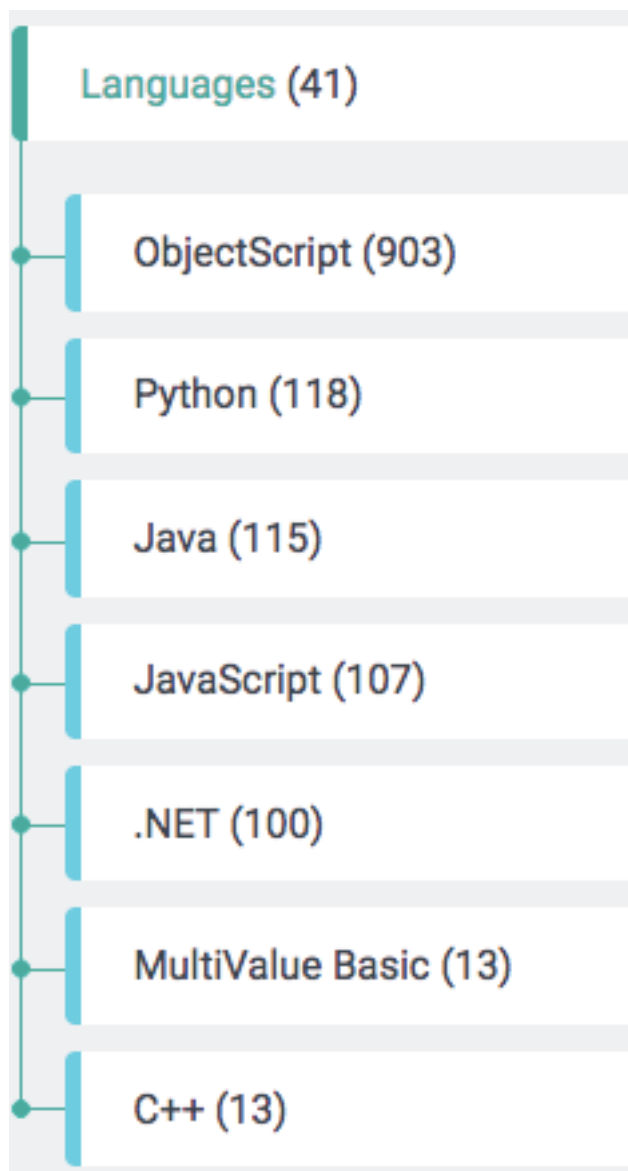 Languages (41)
ObjectScript (903)
Python (118)
Java (115)
JavaScript (107)
.NET (100)
MultiValue Basic (13)
C++ (13)